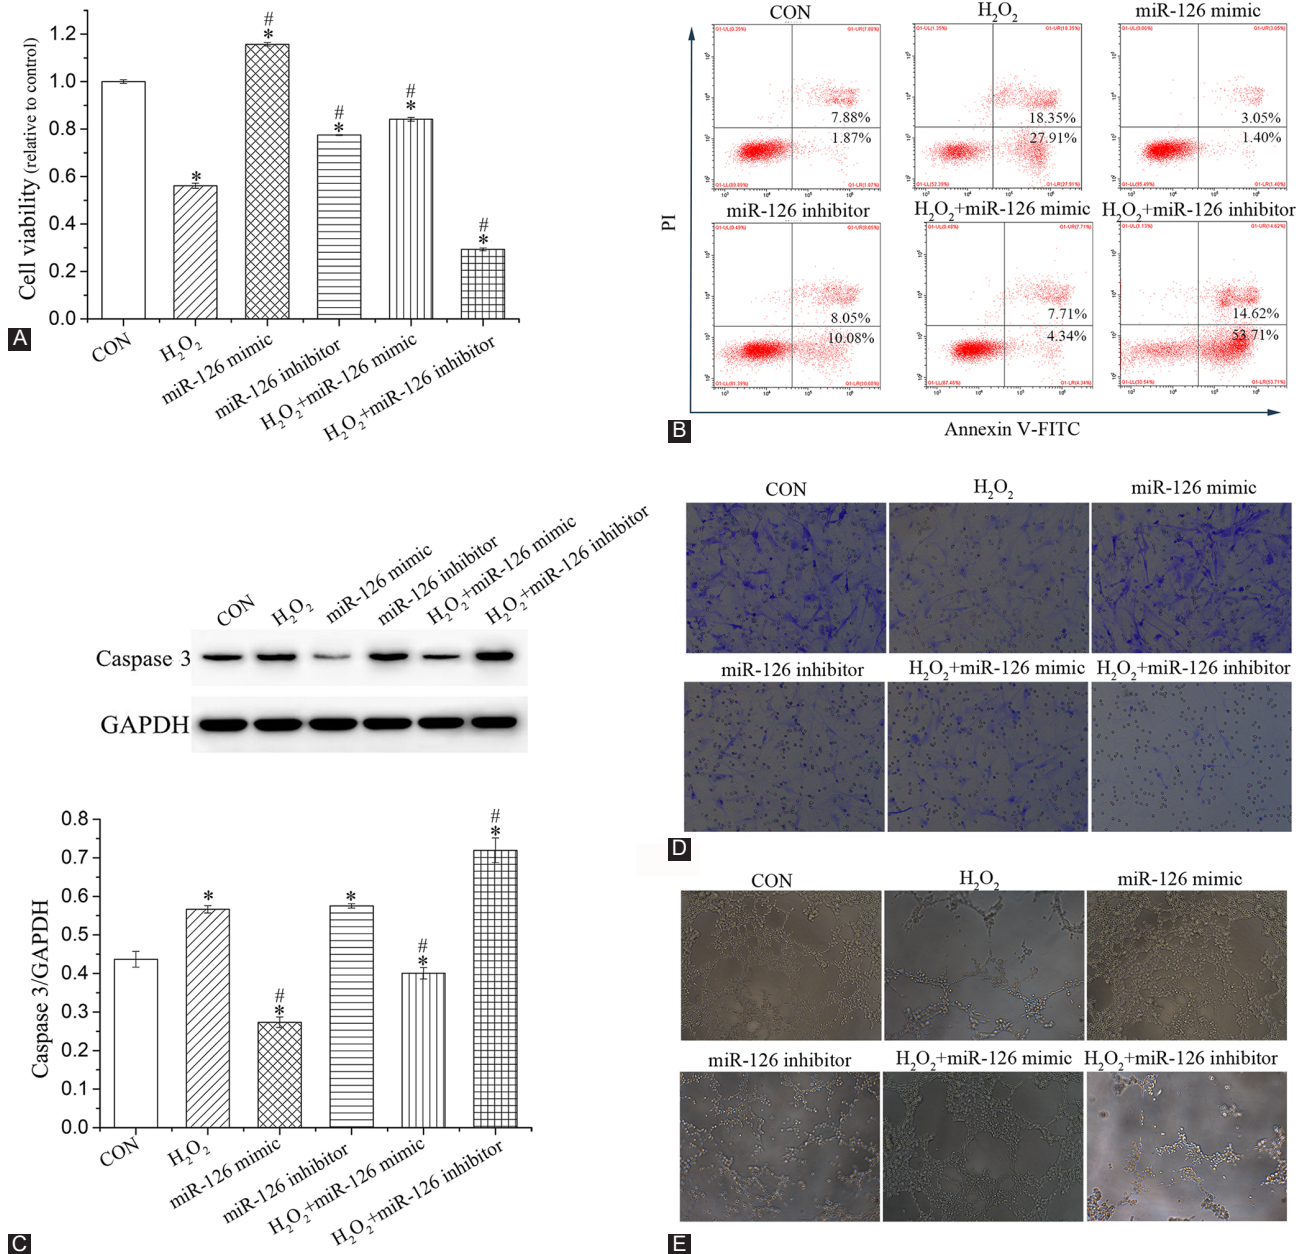 Cell viability (relative to control)
1.2
1.0
0.8
0.6
0.4
0.2
0.0
#
*
*
#
*
#
*
#
*
CON
H2O2
miR-126 mimic
miR-126 inhibitor
H2O2+miR-126 mimic
H2O2+miR-126 inhibitor
A
CON
H2O2
miR-126 mimic
7.88%
1.87%
18.35%
27.91%
3.05%
1.40%
miR-126 inhibitor
H2O2+miR-126 mimic
H2O2+miR-126 inhibitor
8.05%
10.08%
7.71%
4.34%
14.62%
53.71%
PI
Annexin V-FITC
B
CON
H2O2
miR-126 mimic
miR-126 inhibitor
H2O2+miR-126 mimic
H2O2+miR-126 inhibitor
Caspase 3
GAPDH
Caspase 3/GAPDH
0.8
0.7
0.6
0.5
0.4
0.3
0.2
0.1
0.0
*
#
*
*
#
*
#
*
CON
H2O2
miR-126 mimic
miR-126 inhibitor
H2O2+miR-126 mimic
H2O2+miR-126 inhibitor
C
CON
H2O2
miR-126 mimic
miR-126 inhibitor
H2O2+miR-126 mimic
H2O2+miR-126 inhibitor
D
CON
H2O2
miR-126 mimic
miR-126 inhibitor
H2O2+miR-126 mimic
H2O2+miR-126 inhibitor
E